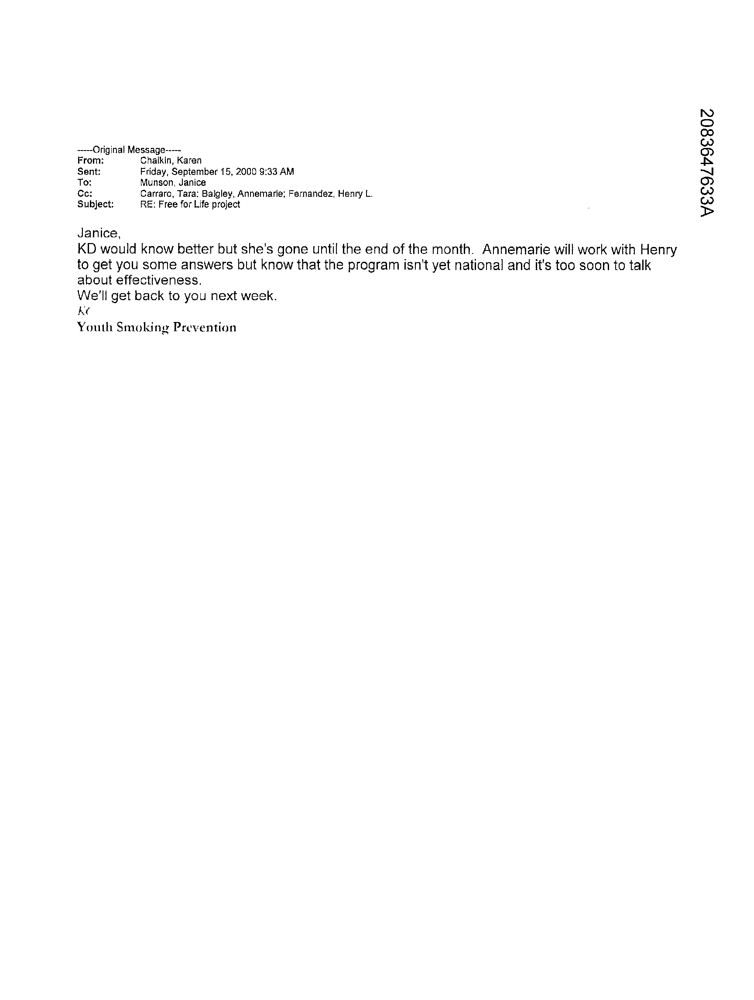 -----Original Message-----
From: Chalkin, Karen
Sent: Friday, September 15, 2000 9:33 AM
To: Munson, Janice
Cc: Carraro, Tara; Balgley, Annemarie; Fernandez, Henry L.
Subject: RE: Free for Life project
Janice,
KD would know better but she's gone until the end of the month. Annemarie will work with Henry
to get you some answers but know that the program isn't yet national and it's too soon to talk
about effectiveness.
We'll get back to you next week.
KC
Youth Smoking Prevention
2083647633A